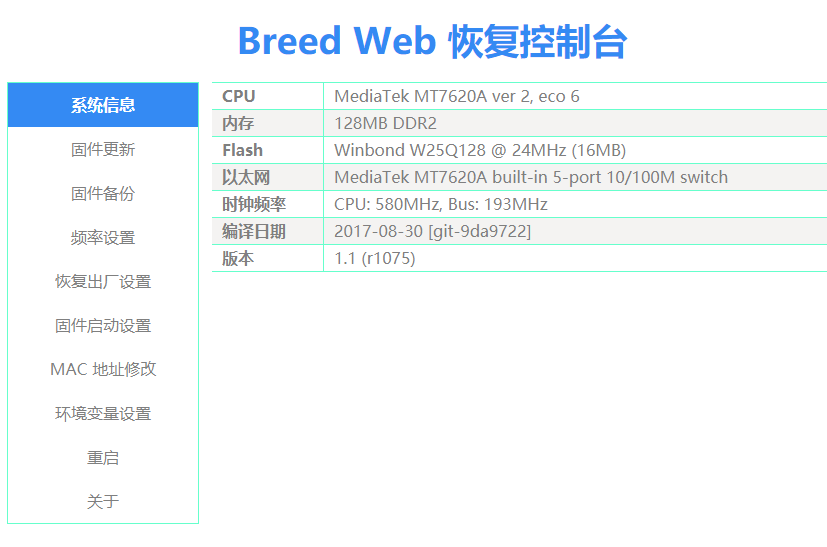 Breed Web 恢复控制台
系统信息
固件更新
固件备份
频率设置
恢复出厂设置
固件启动设置
MAC 地址修改
环境变量设置
重启
关于
CPU MediaTek MT7620A ver 2, eco 6
内存 128MB DDR2
Flash Winbond W25Q128 @ 24MHz (16MB)
以太网 MediaTek MT7620A built-in 5-port 10/100M switch
时钟频率 CPU: 580MHz, Bus: 193MHz
编译日期 2017-08-30 [git-9da9722]
版本 1.1 (r1075)